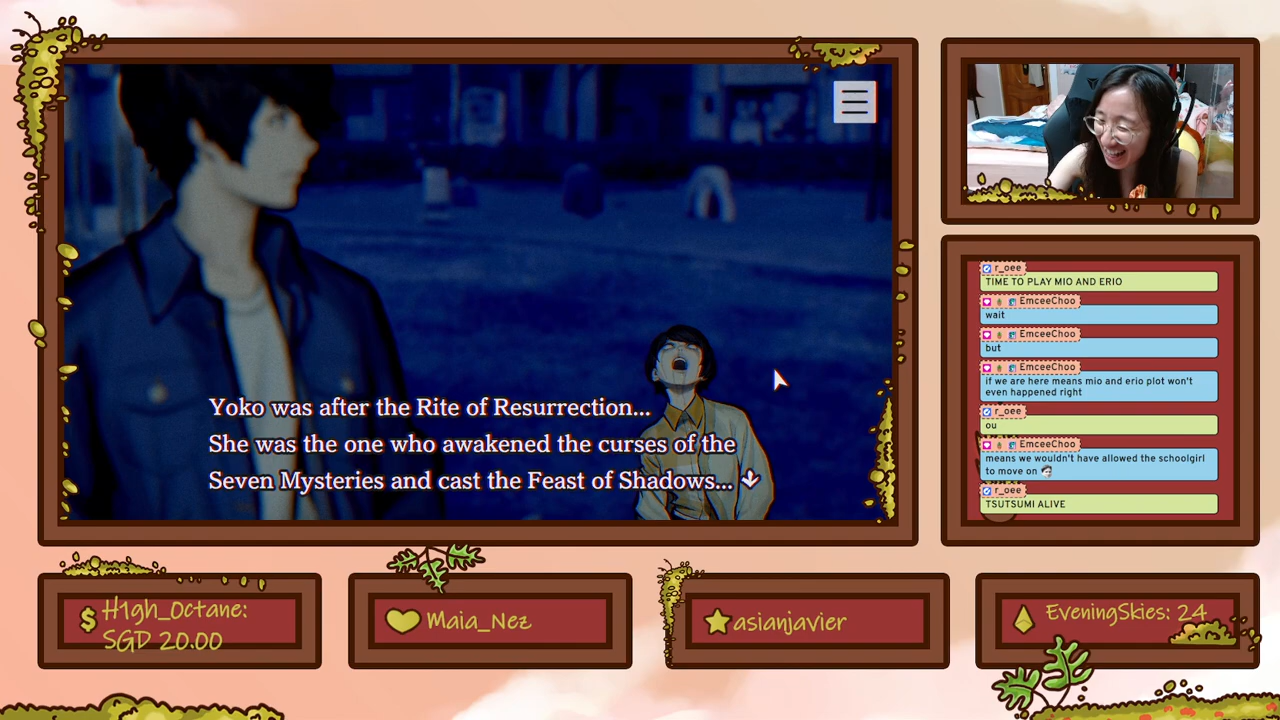 Yoko was after the Rite of Resurrection...
She was the one who awakened the curses of the
Seven Mysteries and cast the Feast of Shadows...
r_oee
TIME TO PLAY MIO AND ERIO
EmceeChoo
wait
EmceeChoo
but
EmceeChoo
if we are here means mio and erio plot won't
even happened right
r_oee
ou
EmceeChoo
means we wouldn't have allowed the schoolgirl
to move on
r_oee
TSUTSUMI ALIVE
$ H1gh_Octane:
SGD 20.00
Maia_Nez
asianjavier
EveningSkies: 24